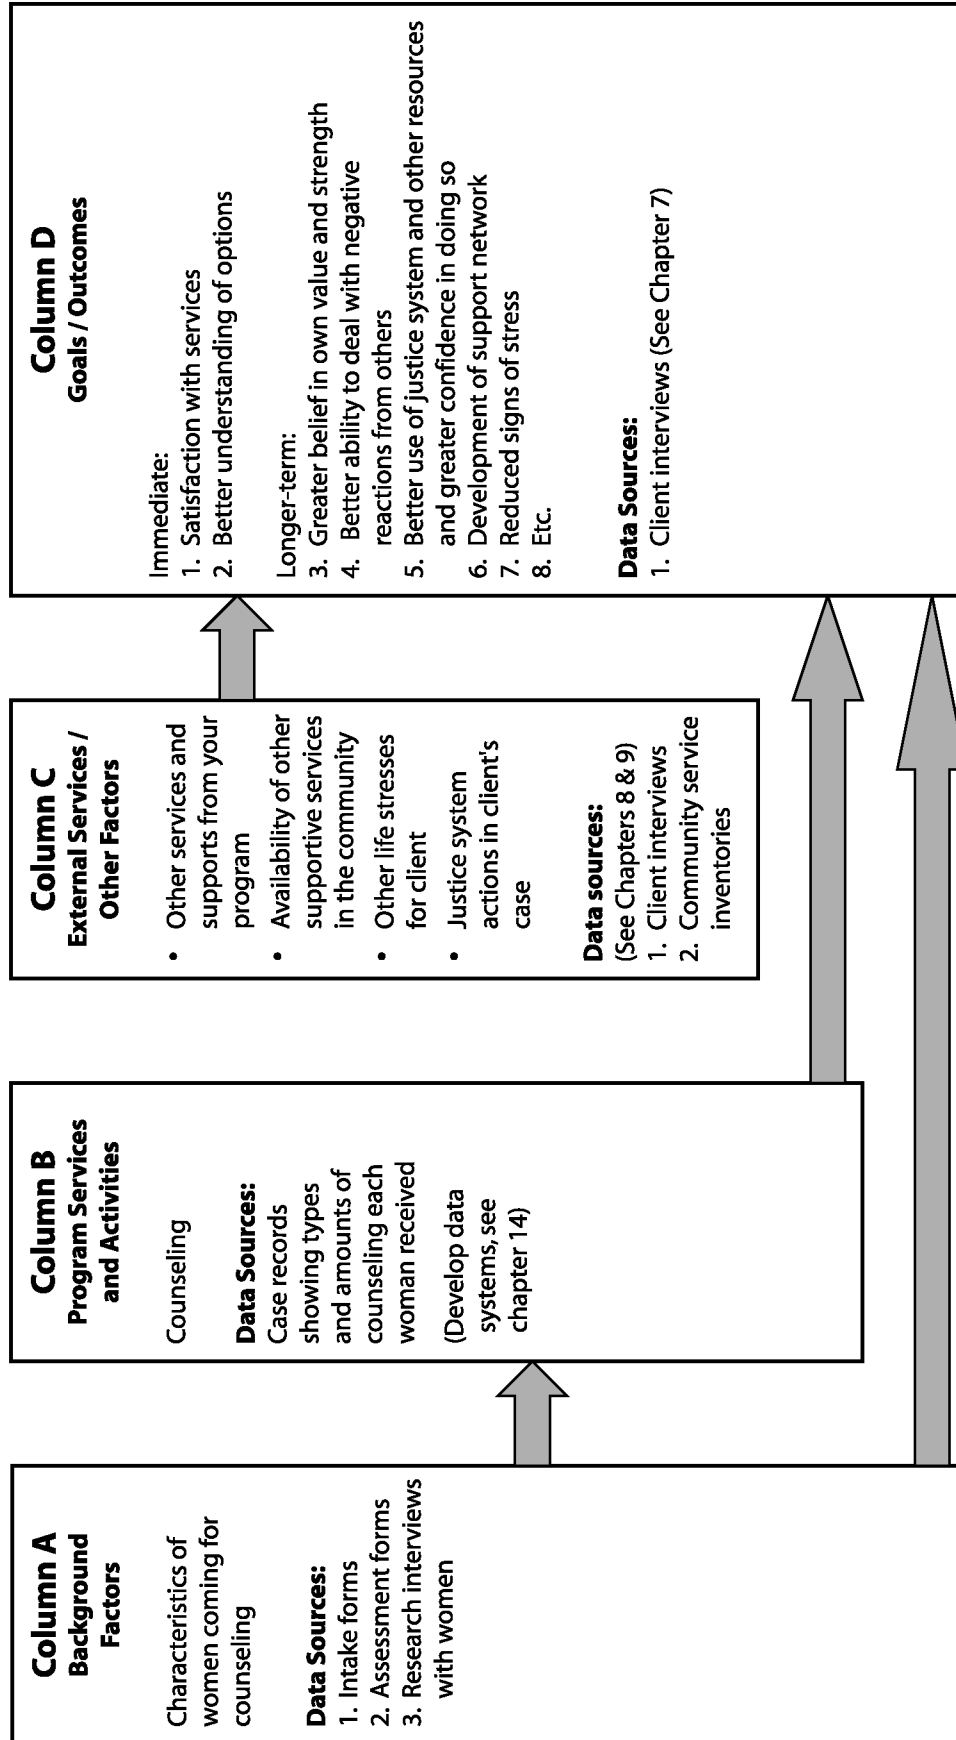 Column A
Background
Factors
Characteristics of
women coming for
counseling
Data Sources:
1. Intake forms
2. Assessment forms
3. Research interviews
with women
Column B
Program Services
and Activities
Counseling
Data Sources:
Case records
showing types
and amounts of
counseling each
woman received
(Develop data
systems, see
chapter 14)
Column C
External Services /
Other Factors
• Other services and
supports from your
program
• Availability of other
supportive services
in the community
• Other life stresses
for client
• Justice system
actions in client's
case
Data sources:
(See Chapters 8 & 9)
1. Client interviews
2. Community service
inventories
Column D
Goals / Outcomes
Immediate:
1. Satisfaction with services
2. Better understanding of options
Longer-term:
3. Greater belief in own value and strength
4. Better ability to deal with negative
reactions from others
5. Better use of justice system and other resources
and greater confidence in doing so
6. Development of support network
7. Reduced signs of stress
8. Etc.
Data Sources:
1. Client interviews (See Chapter 7)